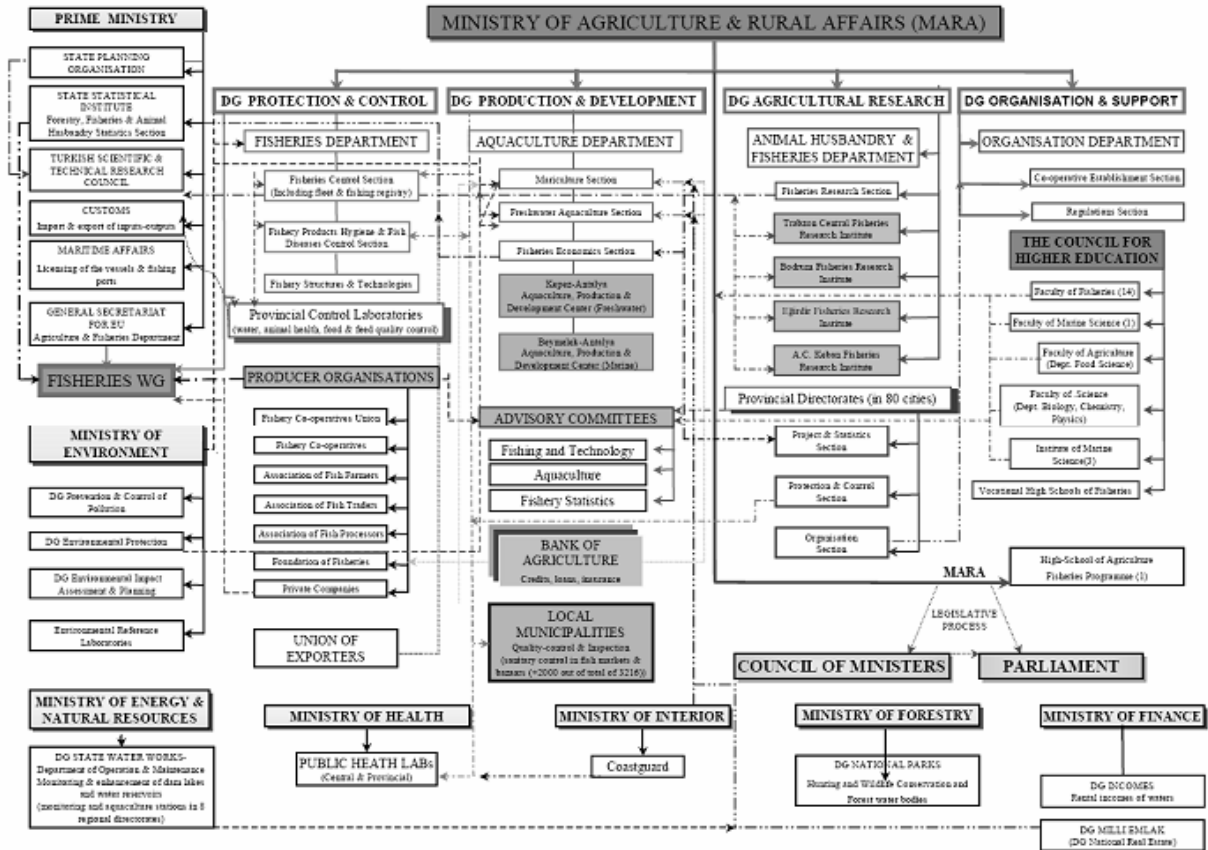 PRIME MINISTRY
STATE PLANNING
ORGANISATION
STATE STATISTICAL
INSTITUTE
Forestry, Fisheries & Animal
Husbandry Statistics Section
TURKISH SCIENTIFIC &
TECHNICAL RESEARCH
COUNCIL
CUSTOMS
Import & export of inputs-outputs
MARITIME AFFAIRS
Licensing of the vessels & fishing
ports
GENERAL SECRETARIAT
FOR EU
Agriculture & Fisheries Department
FISHERIES WG
MINISTRY OF
ENVIRONMENT
DG Prevention & Control of
Pollution
DG Environmental Protection
DG Environmental Impact
Assessment & Planning
Environmental Reference
Laboratories
MINISTRY OF ENERGY &
NATURAL RESOURCES
DG STATE WATER WORKS-
Department of Operation & Maintenance
Monitoring & enhancement of dam lakes
and water reservoirs
(monitoring and aquaculture stations in 8
regional directorates)
MINISTRY OF AGRICULTURE & RURAL AFFAIRS (MARA)
DG PROTECTION & CONTROL
FISHERIES DEPARTMENT
Fisheries Control Section
(Including fleet & fishing registry)
Fishery Products Hygiene & Fish
Diseases Control Section
Fishery Structures & Technologies
Provincial Control Laboratories
(water, animal health, food & feed quality control)
PRODUCER ORGANISATIONS
Fishery Co-operatives Union
Fishery Co-operatives
Association of Fish Farmers
Association of Fish Traders
Association of Fish Processors
Foundation of Fisheries
Private Companies
UNION OF
EXPORTERS
MINISTRY OF HEALTH
PUBLIC HEATH LABs
(Central & Provincial)
DG PRODUCTION & DEVELOPMENT
AQUACULTURE DEPARTMENT
Mariculture Section
Freshwater Aquaculture Section
Fisheries Economics Section
Kepez-Antalya
Aquaculture, Production &
Development Center (Freshwater)
Beymelek-Antalya
Aquaculture, Production &
Development Center (Marine)
ADVISORY COMMITTEES
Fishing and Technology
Aquaculture
Fishery Statistics
BANK OF
AGRICULTURE
Credits, loans, insurance
LOCAL
MUNICIPALITIES
Quality-control & Inspection
(sanitary control in fish markets &
bazaars (+2000 out of total of 3216))
MINISTRY OF INTERIOR
Coastguard
DG AGRICULTURAL RESEARCH
ANIMAL HUSBANDRY &
FISHERIES DEPARTMENT
Fisheries Research Section
Trabzon Central Fisheries
Research Institute
Bodrum Fisheries Research
Institute
Eğirdir Fisheries Research
Institute
A.C. Keban Fisheries
Research Institute
Provincial Directorates (in 80 cities)
Project & Statistics
Section
Protection & Control
Section
Organisation
Section
MARA
High-School of Agriculture
Fisheries Programme (1)
LEGISLATIVE
PROCESS
COUNCIL OF MINISTERS
PARLIAMENT
MINISTRY OF FORESTRY
DG NATIONAL PARKS
Hunting and Wildlife Conservation and
Forest water bodies
DG ORGANISATION & SUPPORT
ORGANISATION DEPARTMENT
Co-operative Establishment Section
Regulations Section
THE COUNCIL FOR
HIGHER EDUCATION
Faculty of Fisheries (14)
Faculty of Marine Science (1)
Faculty of Agriculture
(Dept. Food Science)
Faculty of Science
(Dept. Biology, Chemistry,
Physics)
Institute of Marine
Science(3)
Vocational High Schools of Fisheries
MINISTRY OF FINANCE
DG INCOMES
Rental incomes of waters
DG MILLI EMLAK
(DG National Real Estate)